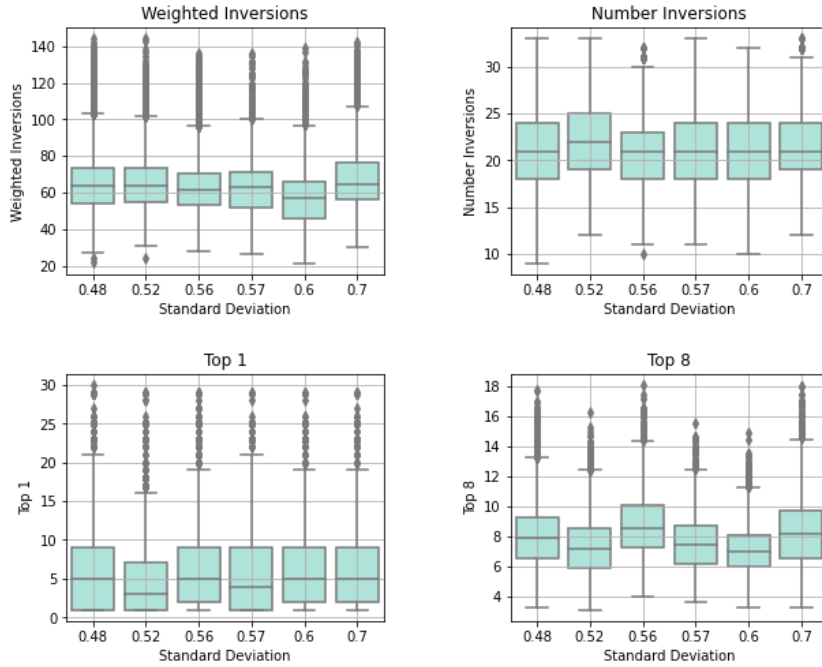 Weighted Inversions
Number Inversions
Weighted Inversions
140
120
100
80
60
40
20
0.48 0.52 0.56 0.57 0.6 0.7
Standard Deviation
Number Inversions
30
25
20
15
10
0.48 0.52 0.56 0.57 0.6 0.7
Standard Deviation
Top 1
Top 1
30
25
20
15
10
5
0
0.48 0.52 0.56 0.57 0.6 0.7
Standard Deviation
Top 8
Top 8
18
16
14
12
10
8
6
4
0.48 0.52 0.56 0.57 0.6 0.7
Standard Deviation